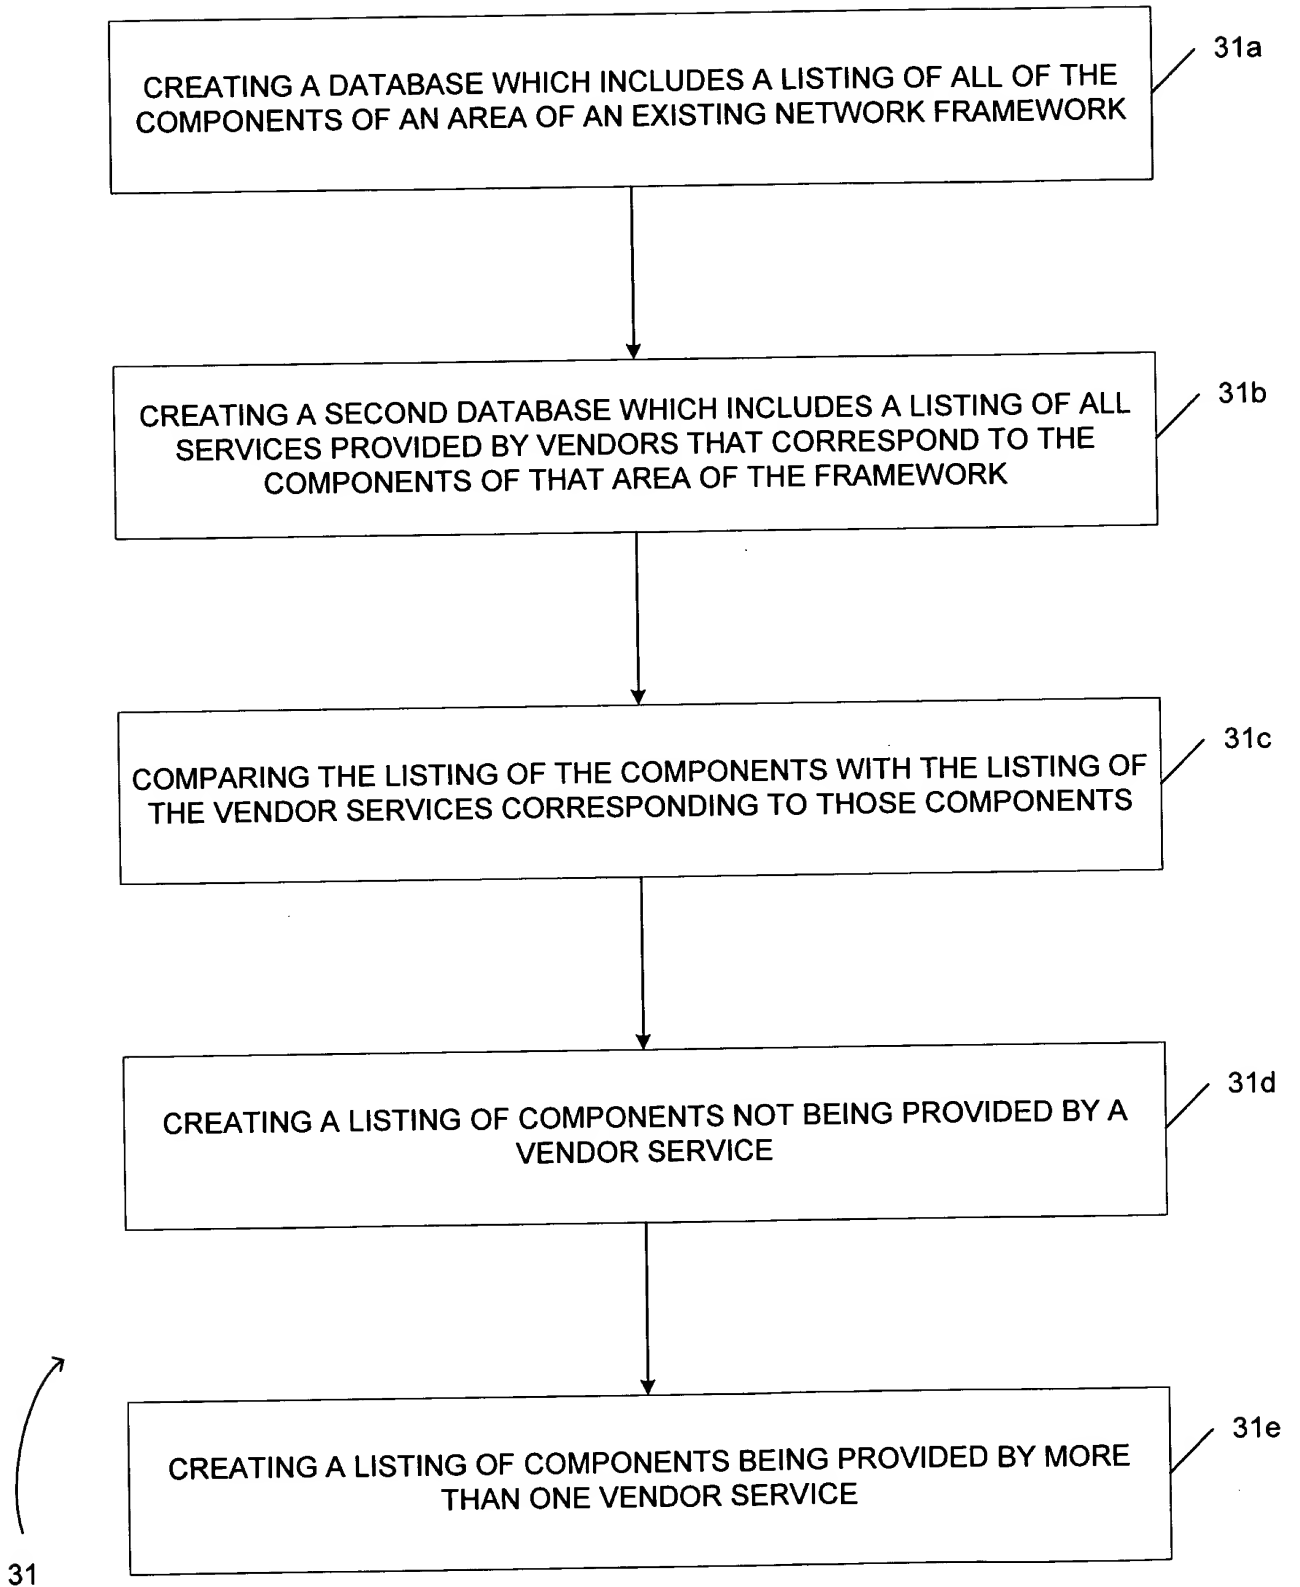 31a
CREATING A DATABASE WHICH INCLUDES A LISTING OF ALL OF THE
COMPONENTS OF AN AREA OF AN EXISTING NETWORK FRAMEWORK
31b
CREATING A SECOND DATABASE WHICH INCLUDES A LISTING OF ALL
SERVICES PROVIDED BY VENDORS THAT CORRESPOND TO THE
COMPONENTS OF THAT AREA OF THE FRAMEWORK
31c
COMPARING THE LISTING OF THE COMPONENTS WITH THE LISTING OF
THE VENDOR SERVICES CORRESPONDING TO THOSE COMPONENTS
31d
CREATING A LISTING OF COMPONENTS NOT BEING PROVIDED BY A
VENDOR SERVICE
31e
CREATING A LISTING OF COMPONENTS BEING PROVIDED BY MORE
THAN ONE VENDOR SERVICE
31